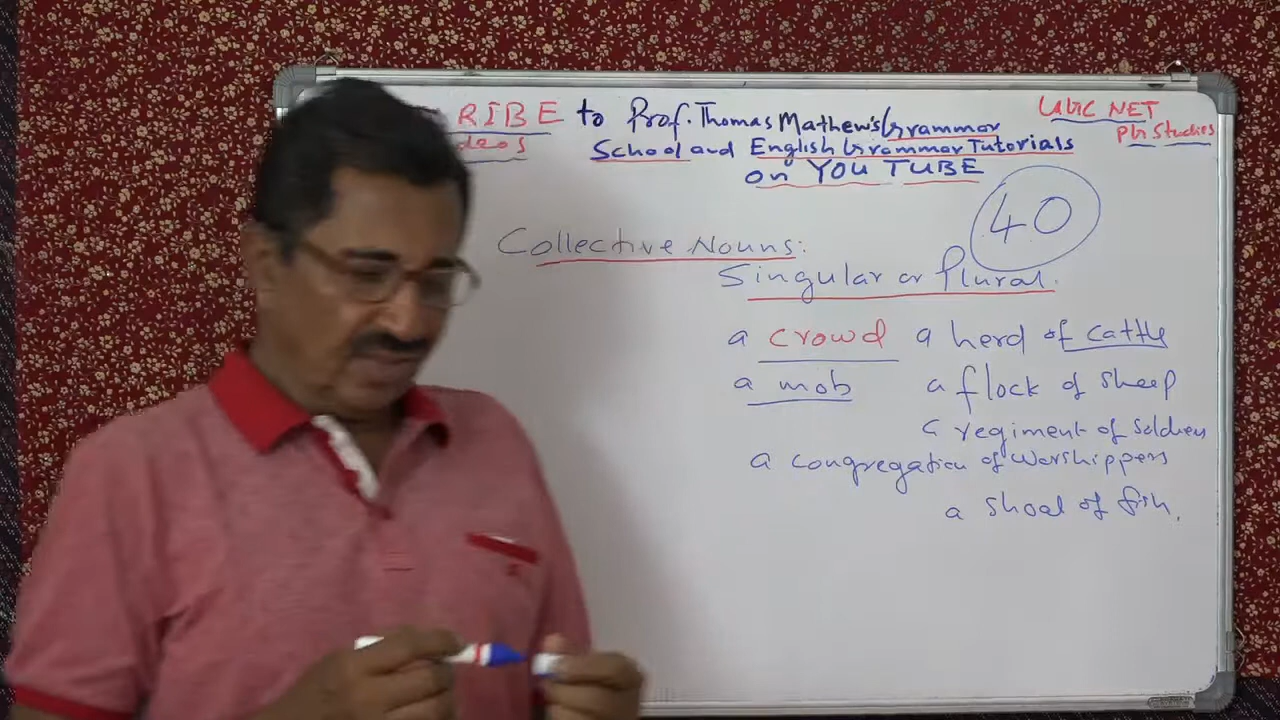 RIBE to Prof. Thomas Mathew's Grammar
UGC NET
deos School and English Grammar Tutorials
Ph Studies
on YOU TUBE
40
Collective Nouns:
Singular or Plural.
a crowd a herd of cattle
a mob a flock of sheep
a regiment of soldiers
a congregation of worshippers
a shoal of fish.